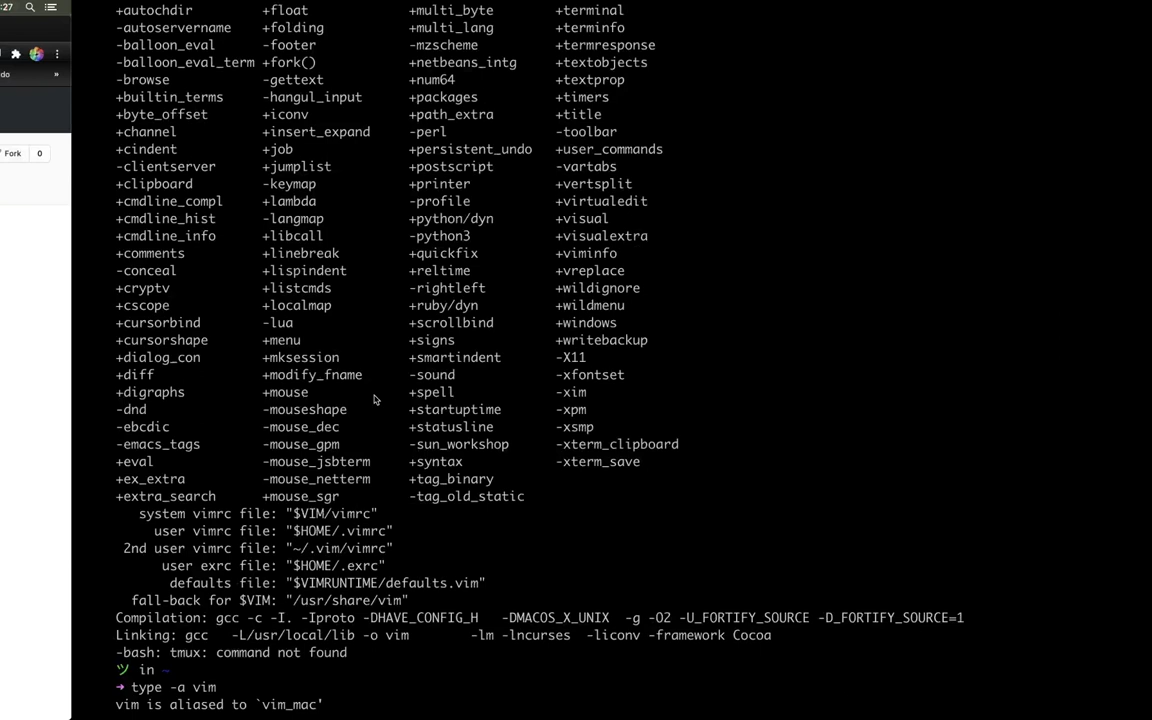 :27
+autochdir +float +multi_byte +terminal
-autoservername +folding +multi_lang +terminfo
-balloon_eval -footer -mzscheme +termresponse
-balloon_eval_term +fork() +netbeans_intg +textobjects
do »
-browse -gettext +num64 +textprop
+builtin_terms -hangul_input +packages +timers
+byte_offset +iconv +path_extra +title
+channel +insert_expand -perl -toolbar
Fork 0
+cindent +job +persistent_undo +user_commands
-clientserver +jumplist +postscript -vartabs
+clipboard -keymap +printer +vertsplit
+cmdline_compl +lambda -profile +virtualedit
+cmdline_hist -langmap +python/dyn +visual
+cmdline_info +libcall -python3 +visualextra
+comments +linebreak +quickfix +viminfo
-conceal +lispindent +reltime +vreplace
+cryptv +listcmds -rightleft +wildignore
+cscope +localmap +ruby/dyn +wildmenu
+cursorbind -lua +scrollbind +windows
+cursorshape +menu +signs +writebackup
+dialog_con +mksession +smartindent -X11
+diff +modify_fname -sound -xfontset
+digraphs +mouse +spell -xim
-dnd -mouseshape +startuptime -xpm
-ebcdic -mouse_dec +statusline -xsmp
-emacs_tags -mouse_gpm -sun_workshop -xterm_clipboard
+eval -mouse_jsbterm +syntax -xterm_save
+ex_extra -mouse_netterm +tag_binary
+extra_search +mouse_sgr -tag_old_static
system vimrc file: "$VIM/vimrc"
user vimrc file: "$HOME/.vimrc"
2nd user vimrc file: "~/.vim/vimrc"
user exrc file: "$HOME/.exrc"
defaults file: "$VIMRUNTIME/defaults.vim"
fall-back for $VIM: "/usr/share/vim"
Compilation: gcc -c -I. -Iproto -DHAVE_CONFIG_H -DMACOS_X_UNIX -g -O2 -U_FORTIFY_SOURCE -D_FORTIFY_SOURCE=1
Linking: gcc -L/usr/local/lib -o vim -lm -lncurses -liconv -framework Cocoa
-bash: tmux: command not found
ツ in ~
➜ type -a vim
vim is aliased to `vim_mac'